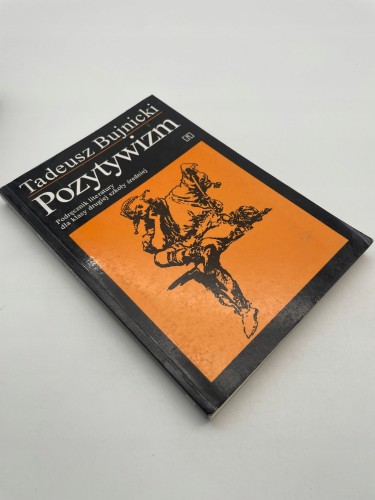 Tadeusz Bujnicki
Pozytywizm
Podręcznik literatury
dla klasy drugiej szkoły średniej